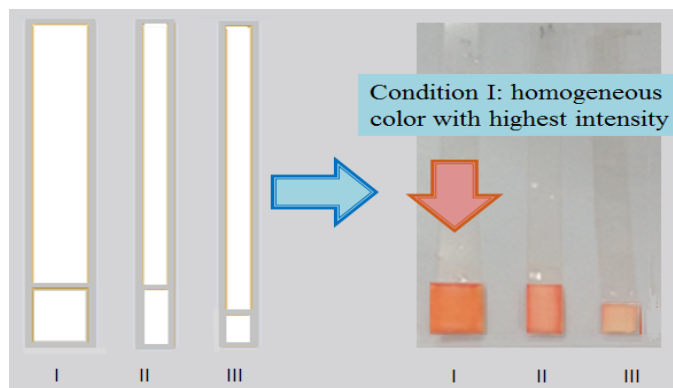 Condition I: homogeneous
color with highest intensity
I II III
I II III